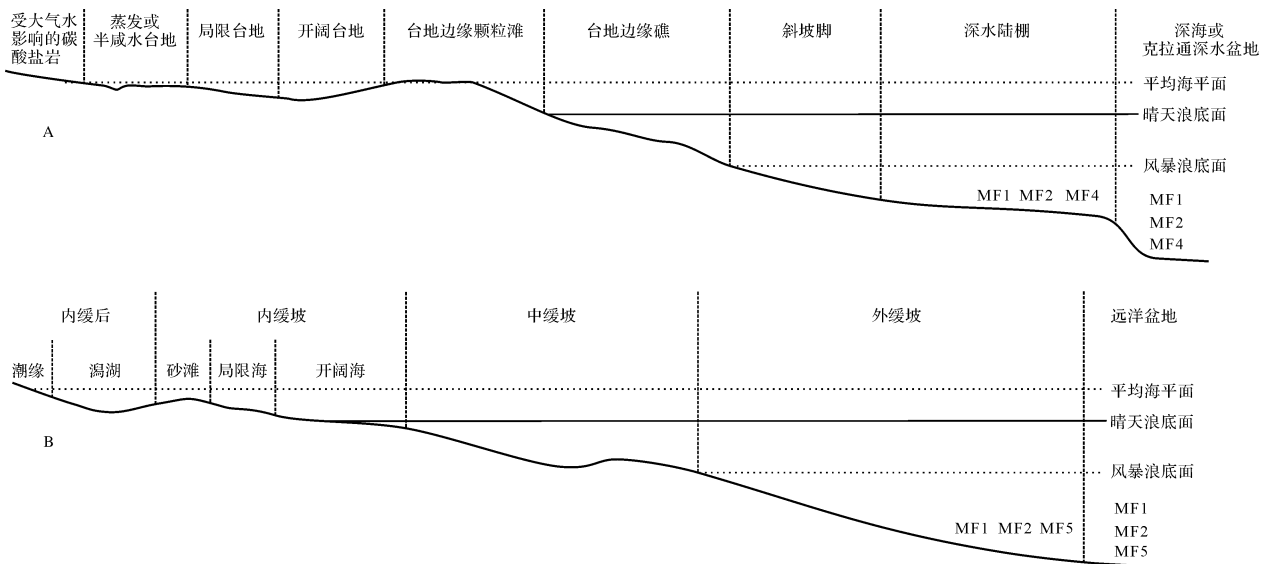 受大气水
影响的碳
酸盐岩
蒸发或
半咸水台地
局限台地
开阔台地
台地边缘颗粒滩
台地边缘礁
斜坡脚
深水陆棚
深海或
克拉通深水盆地
平均海平面
晴天浪底面
A
风暴浪底面
MF1 MF2 MF4
MF1
MF2
MF4
内缓后
内缓坡
中缓坡
外缓坡
远洋盆地
潮缘
潟湖
砂滩
局限海
开阔海
平均海平面
晴天浪底面
B
风暴浪底面
MF1 MF2 MF5
MF1
MF2
MF5